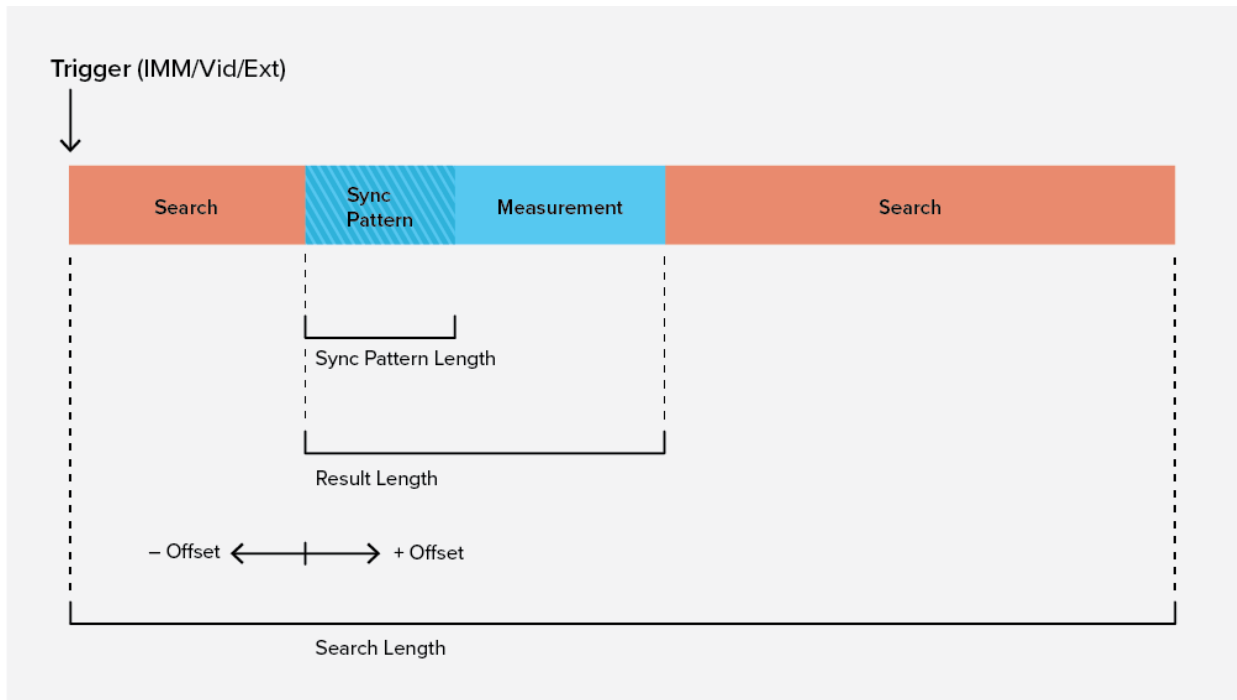 Trigger (IMM/Vid/Ext)
Search
Sync
Pattern
Measurement
Search
Sync Pattern Length
Result Length
– Offset
+ Offset
Search Length